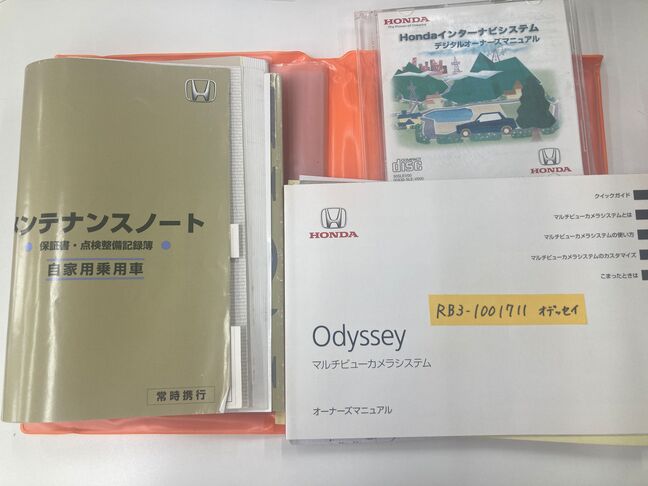 メンテナンスノート
保証書・点検整備記録簿
自家用乗用車
常時携行
HONDA
The Power of Dreams
Hondaインターナビシステム
デジタルオーナーズマニュアル
COMPACT
disc
HONDA
HONDA
クイックガイド
マルチビューカメラシステムとは
マルチビューカメラシステムの使い方
マルチビューカメラシステムのカスタマイズ
こまったときは
RB3-1001711 オデッセイ
Odyssey
マルチビューカメラシステム
オーナーズマニュアル